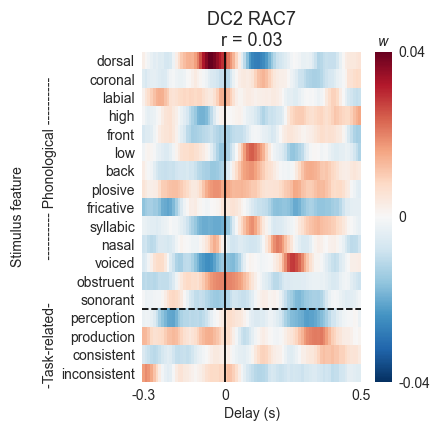 DC2 RAC7
r = 0.03
w
dorsal
coronal
labial
high
front
low
back
plosive
fricative
syllabic
nasal
voiced
obstruent
sonorant
perception
production
consistent
inconsistent
Stimulus feature
---------- Phonological ----------
-Task-related-
0.04
0
-0.04
-0.3 0 0.5
Delay (s)